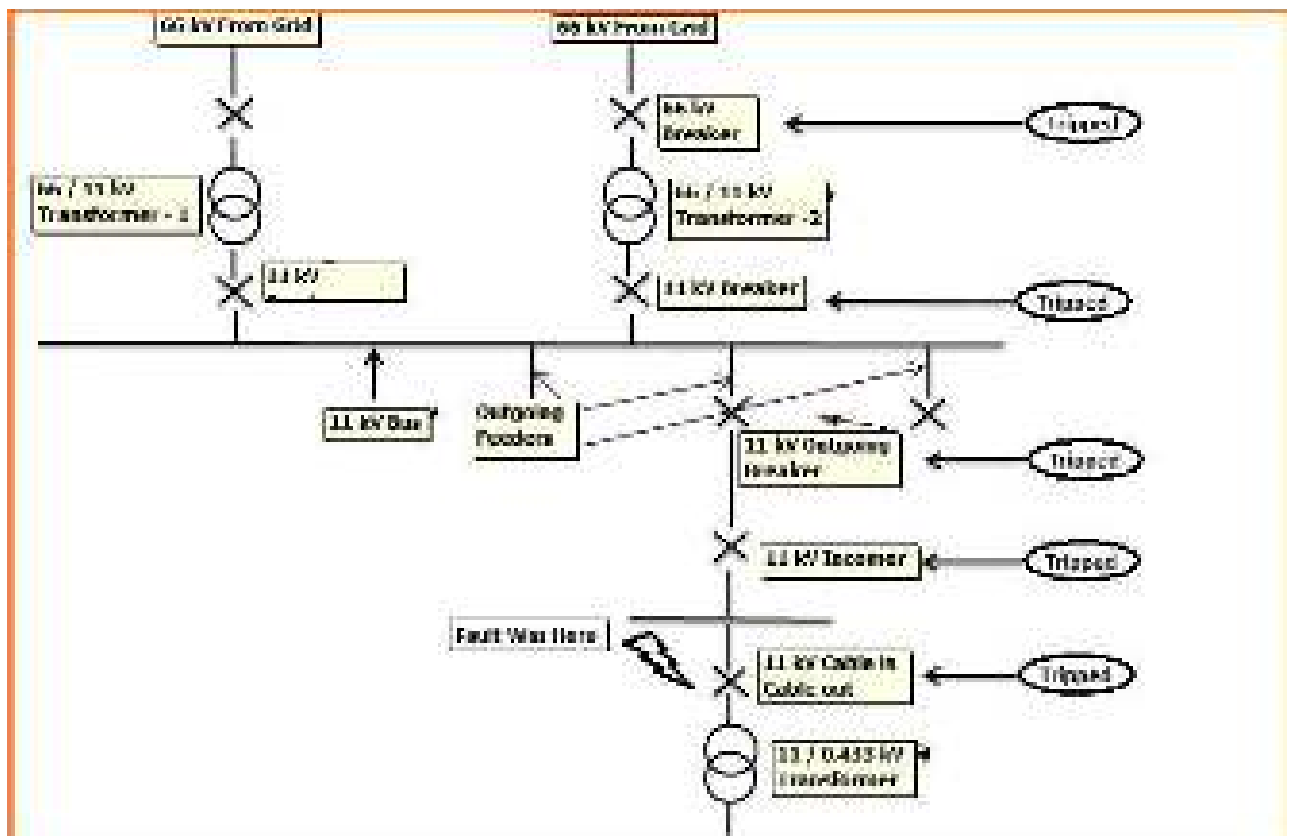 66 kV From Grid
66 kV From Grid
66 kV
Breaker
Tripped
66 / 11 kV
Transformer - 1
66 / 11 kV
Transformer -2
11 kV
11 kV Breaker
Tripped
11 kV Bus
Outgoing
Feeders
11 kV Outgoing
Breaker
Tripped
11 kV Incomer
Tripped
Fault Was Here
11 kV Cable in
Cable out
Tripped
11 / 0.433 kV
Transformer